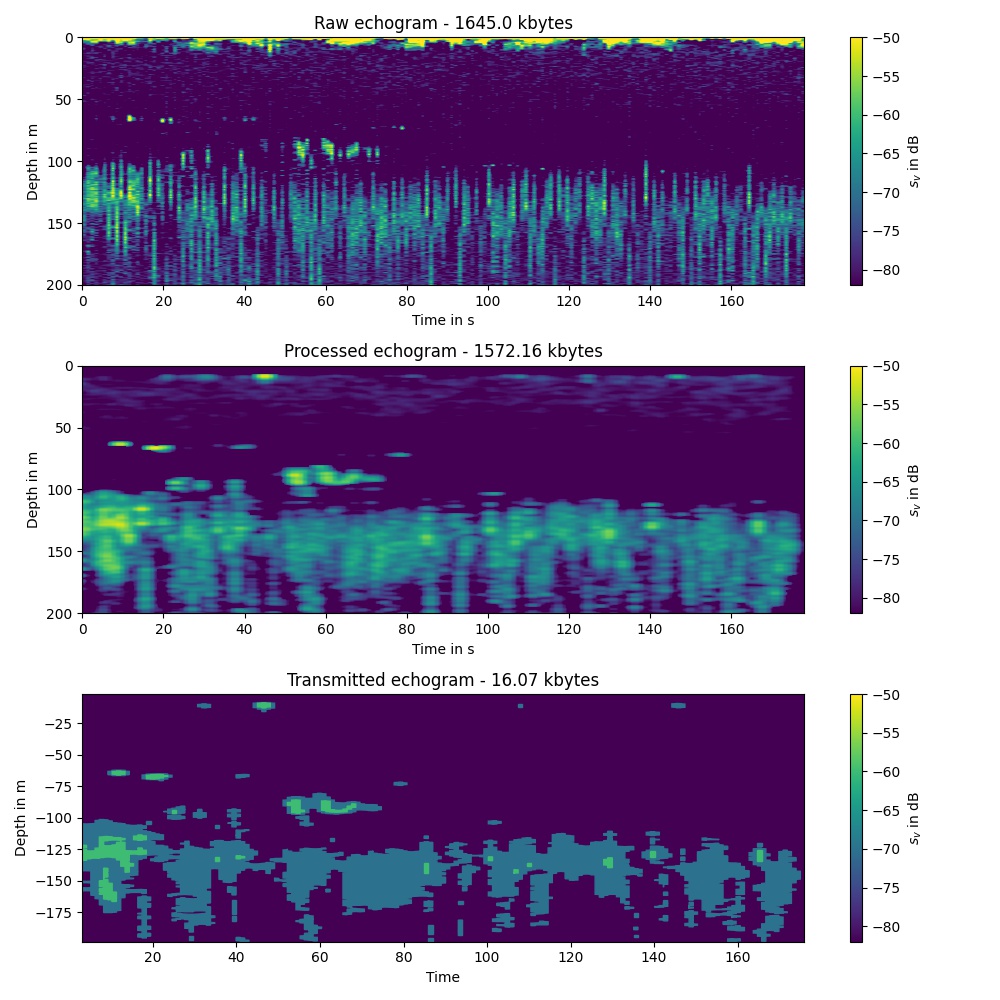 Raw echogram - 1645.0 kbytes
0
50
100
150
200
Depth in m
0 20 40 60 80 100 120 140 160
Time in s
−50
−55
−60
−65
−70
−75
−80
sv in dB
Processed echogram - 1572.16 kbytes
0
50
100
150
200
Depth in m
0 20 40 60 80 100 120 140 160
Time in s
−50
−55
−60
−65
−70
−75
−80
sv in dB
Transmitted echogram - 16.07 kbytes
−25
−50
−75
−100
−125
−150
−175
Depth in m
20 40 60 80 100 120 140 160
Time
−50
−55
−60
−65
−70
−75
−80
sv in dB